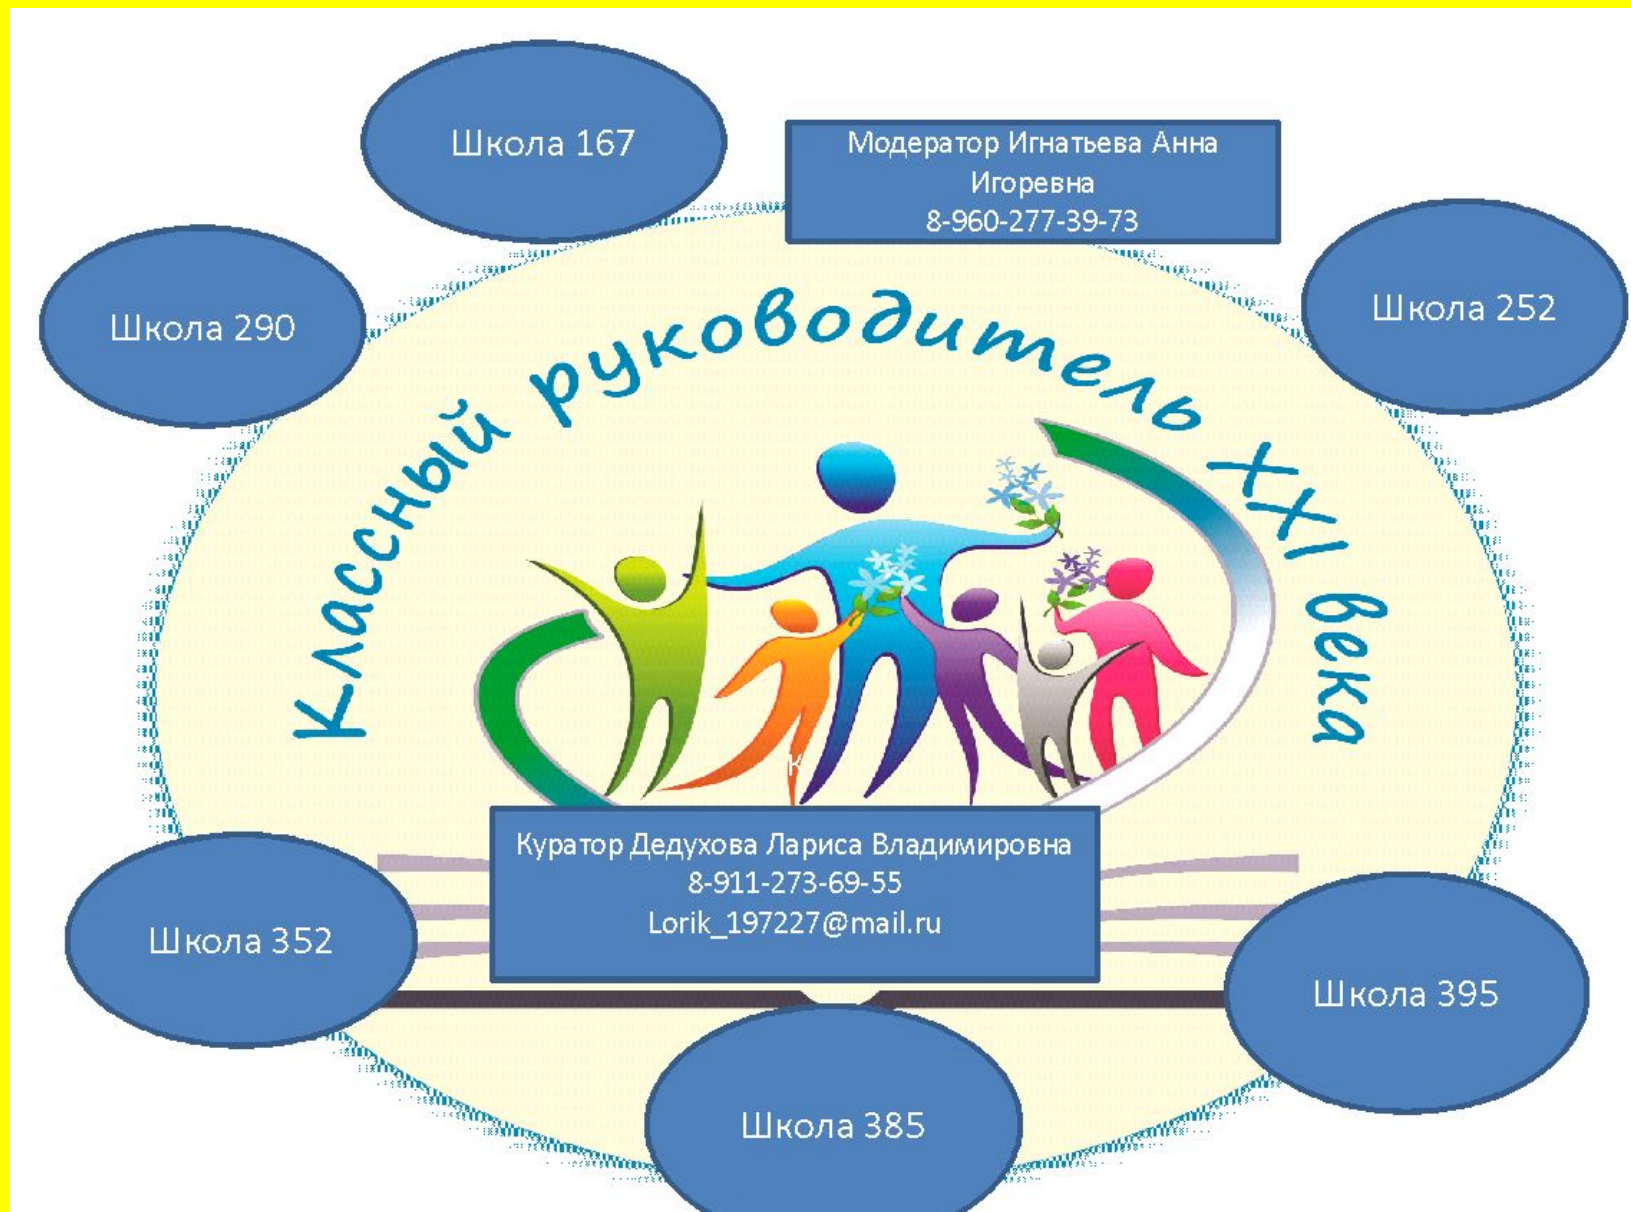 Школа 167
Модератор Игнатьева Анна
Игоревна
8-960-277-39-73
Школа 290
Школа 252
Классный руководитель XXI века
к
Куратор Дедухова Лариса Владимировна
8-911-273-69-55
Lorik_197227@mail.ru
Школа 352
Школа 395
Школа 385